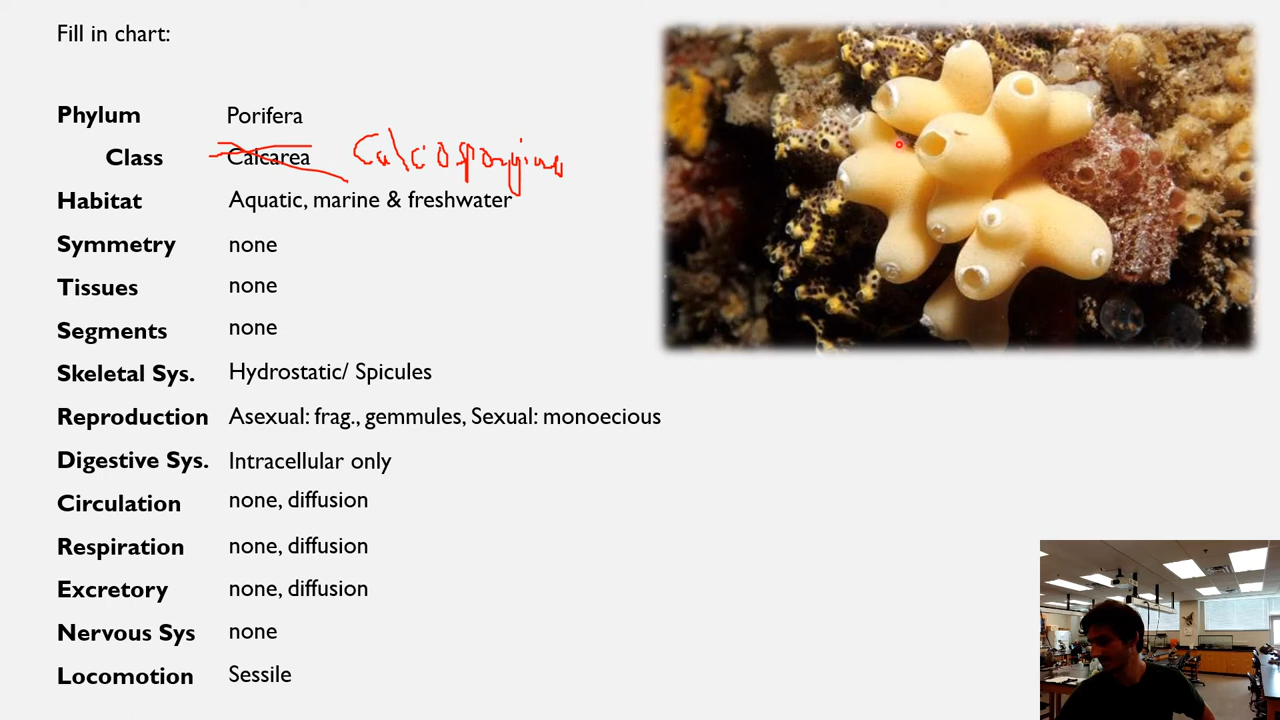 Fill in chart:
Phylum Porifera
Class Calcarea Calcospongiae
Habitat Aquatic, marine & freshwater
Symmetry none
Tissues none
Segments none
Skeletal Sys. Hydrostatic/ Spicules
Reproduction Asexual: frag., gemmules, Sexual: monoecious
Digestive Sys. Intracellular only
Circulation none, diffusion
Respiration none, diffusion
Excretory none, diffusion
Nervous Sys none
Locomotion Sessile